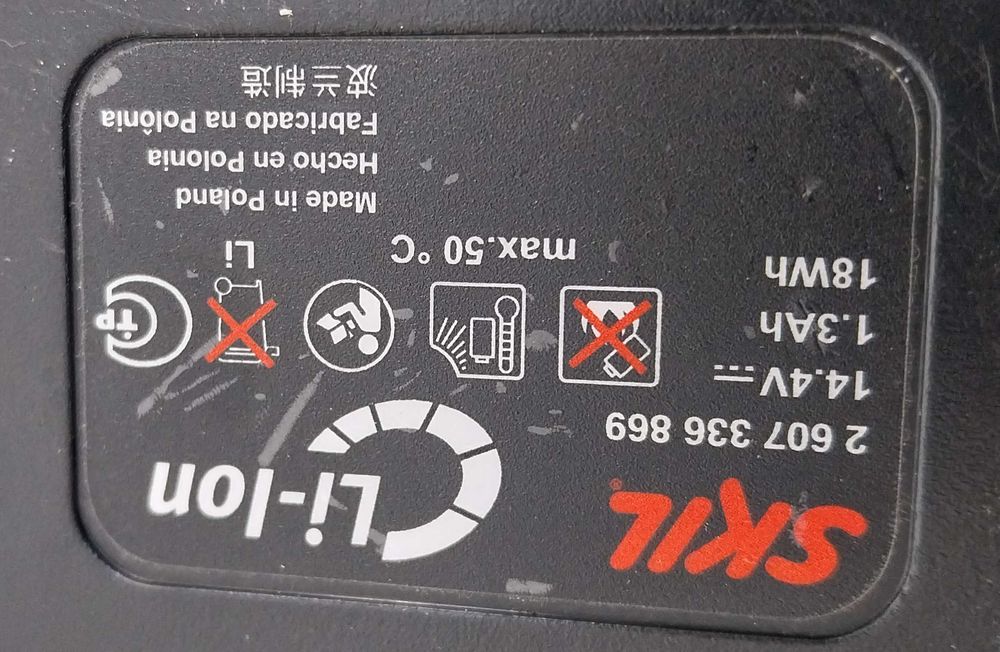 SKIL®
Li-Ion
2 607 336 869
14.4V
1.3Ah
18Wh
max.50 °C
Li
Made in Poland
Hecho en Polonia
Fabricado na Polônia
波兰制造